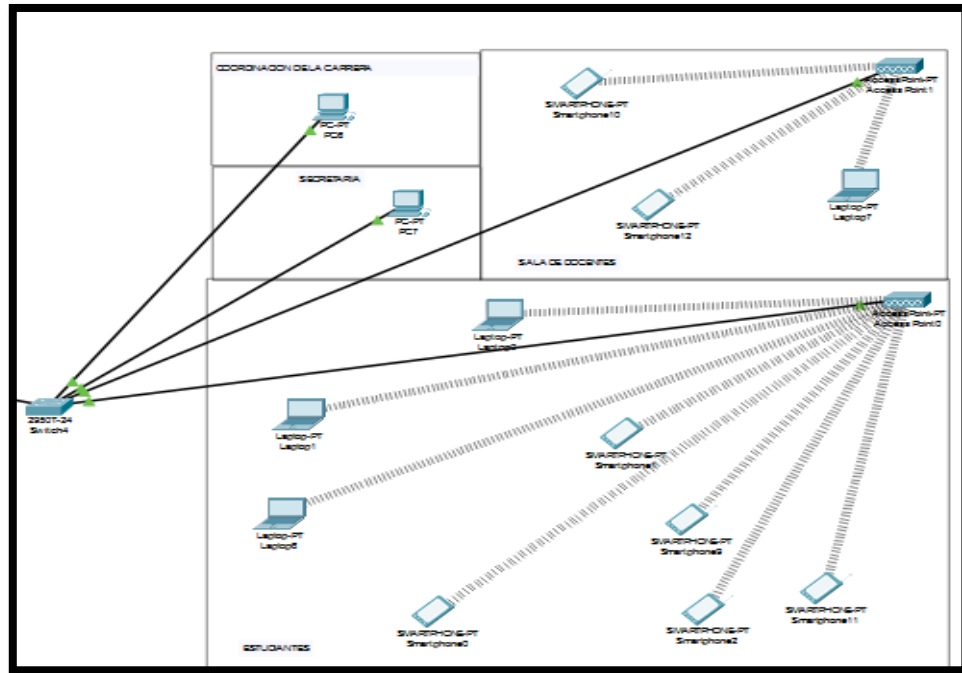 COORDINACION DE LA CARRERA
PC-PT
PC6
SECRETARIA
PC-PT
PC7
SMARTPHONE-PT
Smartphone10
AccessPoint-PT
Access Point1
SMARTPHONE-PT
Smartphone12
Laptop-PT
Laptop7
SALA DE DOCENTES
Laptop-PT
AccessPoint-PT
Access Point0
2950T-24
Switch4
Laptop-PT
Laptop1
SMARTPHONE-PT
Laptop-PT
Laptop6
SMARTPHONE-PT
Smartphone9
SMARTPHONE-PT
Smartphone0
SMARTPHONE-PT
Smartphone2
SMARTPHONE-PT
Smartphone11
ESTUDIANTES